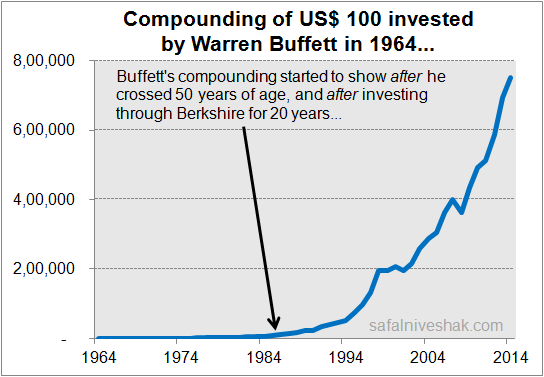 Compounding of US$ 100 invested
by Warren Buffett in 1964...
8,00,000
Buffett's compounding started to show after he
crossed 50 years of age, and after investing
through Berkshire for 20 years...
6,00,000
4,00,000
2,00,000
-
safalniveshak.com
1964 1974 1984 1994 2004 2014